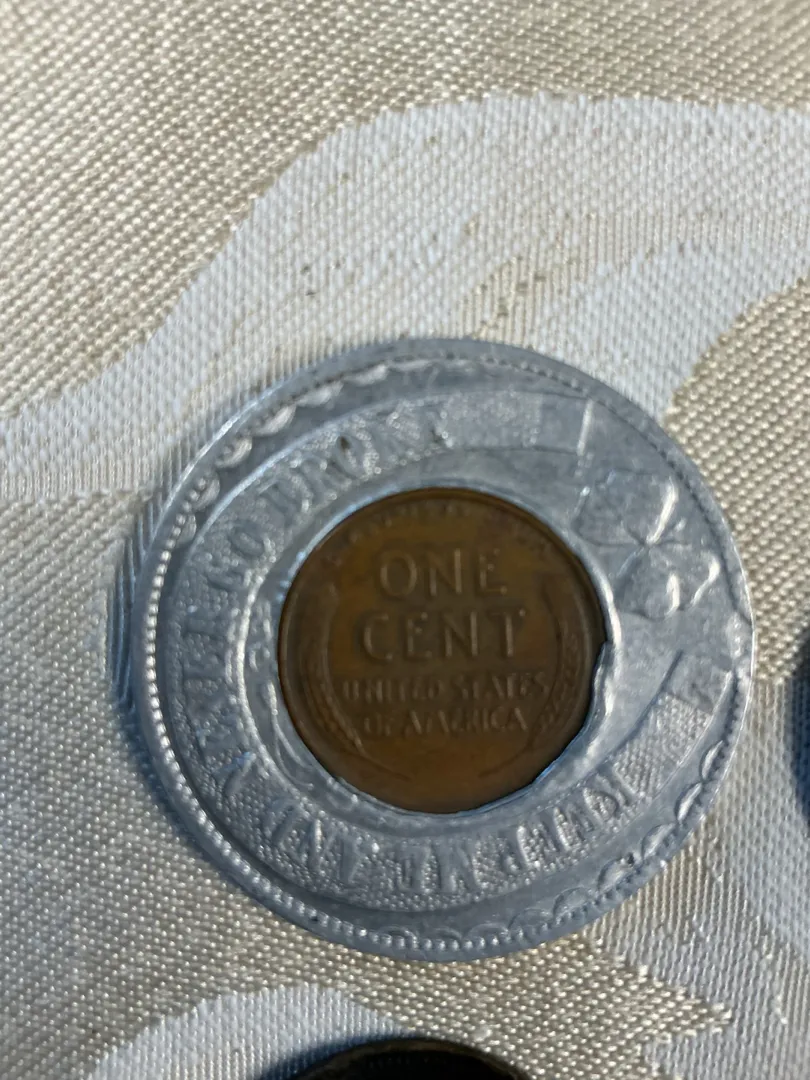 KEEP ME AND NEVER GO BROKE
ONE
CENT
UNITED STATES
OF AMERICA